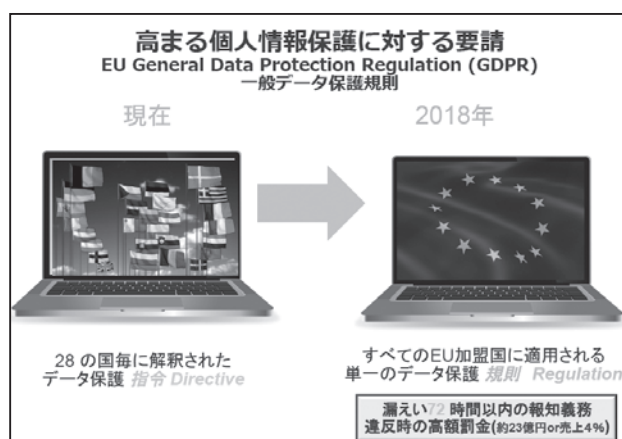 高まる個人情報保護に対する要請
EU General Data Protection Regulation (GDPR)
一般データ保護規則
現在
2018年
28 の国毎に解釈された
データ保護 指令 Directive
すべてのEU加盟国に適用される
単一のデータ保護 規則 Regulation
漏えい72 時間以内の報知義務
違反時の高額罰金(約23億円or売上4%)